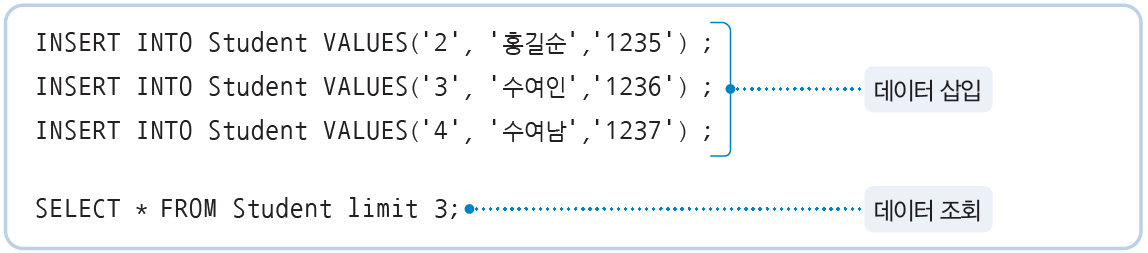 INSERT INTO Student VALUES('2', '홍길순','1235') ;
INSERT INTO Student VALUES('3', '수여인','1236') ;
INSERT INTO Student VALUES('4', '수여남','1237') ;
데이터 삽입
SELECT * FROM Student limit 3;
데이터 조회